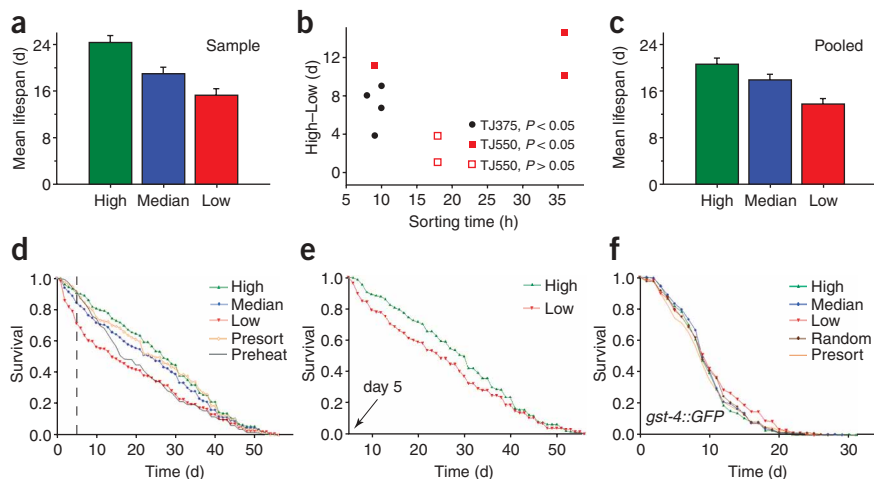 a
Mean lifespan (d)
24
16
8
0
Sample
High Median Low
b
High–Low (d)
12
8
4
0
TJ375, P < 0.05
TJ550, P < 0.05
TJ550, P > 0.05
5 10 15 20 25 30 35
Sorting time (h)
c
Mean lifespan (d)
24
16
8
0
Pooled
High Median Low
d
Survival
1.0
0.8
0.6
0.4
0.2
0.0
High
Median
Low
Presort
Preheat
0 10 20 30 40 50
Time (d)
e
Survival
1.0
0.8
0.6
0.4
0.2
0.0
High
Low
day 5
10 20 30 40 50
Time (d)
f
Survival
1.0
0.8
0.6
0.4
0.2
0.0
High
Median
Low
Random
Presort
gst-4::GFP
0 10 20 30
Time (d)